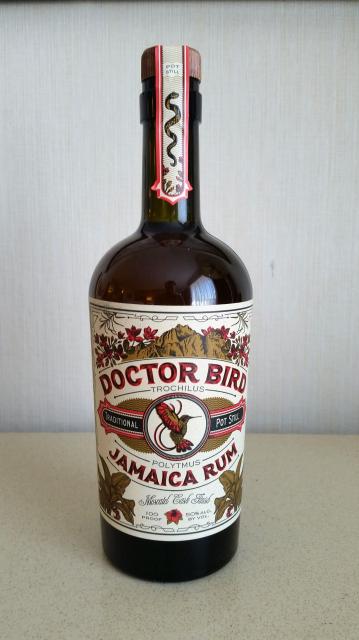 POT
STILL
DOCTOR BIRD
TROCHILUS
TRADITIONAL POT STILL
POLYTMUS
JAMAICA RUM
Moscatel Cask Finish
100 PROOF
50% ALC. BY VOL.